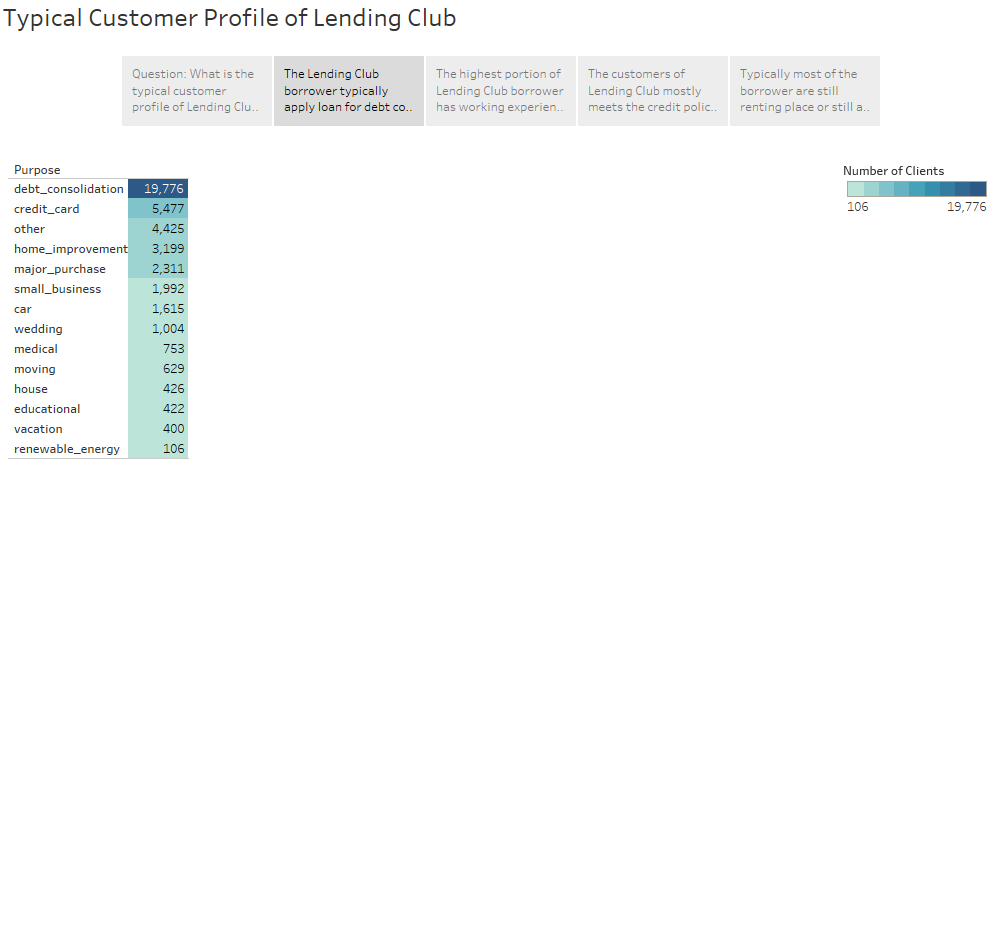 Typical Customer Profile of Lending Club
Question: What is the
typical customer
profile of Lending Clu..
The Lending Club
borrower typically
apply loan for debt co..
The highest portion of
Lending Club borrower
has working experien..
The customers of
Lending Club mostly
meets the credit polic..
Typically most of the
borrower are still
renting place or still a..
Purpose
debt_consolidation 19,776
credit_card 5,477
other 4,425
home_improvement 3,199
major_purchase 2,311
small_business 1,992
car 1,615
wedding 1,004
medical 753
moving 629
house 426
educational 422
vacation 400
renewable_energy 106
Number of Clients
106 19,776